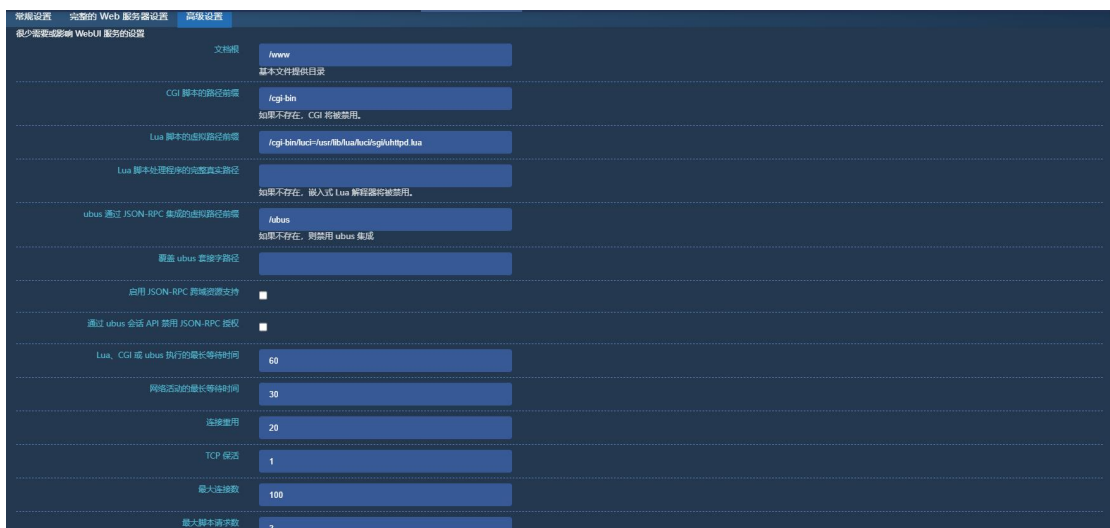 常规设置 完整的 Web 服务器设置 高级设置
很少需要或影响 WebUI 服务的设置
文档根 /www
基本文件提供目录
CGI 脚本的路径前缀 /cgi-bin
如果不存在，CGI 将被禁用。
Lua 脚本的虚拟路径前缀 /cgi-bin/luci=/usr/lib/lua/luci/sgi/uhttpd.lua
Lua 脚本处理程序的完整真实路径
如果不存在，嵌入式 Lua 解程器将被禁用。
ubus 通过 JSON-RPC 集成的虚拟路径前缀 /ubus
如果不存在，则禁用 ubus 集成
覆盖 ubus 套接字路径
启用 JSON-RPC 跨域资源支持
通过 ubus 会话 API 禁用 JSON-RPC 授权
Lua、CGI 或 ubus 执行的最长等待时间 60
网络活动的最长等待时间 30
连接重用 20
TCP 保活 1
最大连接数 100
最大脚本请求数 3